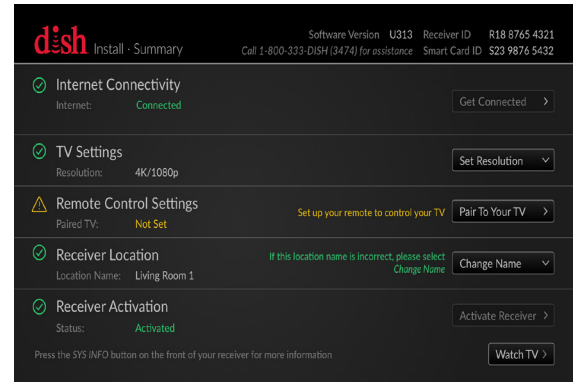 dish Install · Summary
Software Version U313 Receiver ID R18 8765 4321
Call 1-800-333-DISH (3474) for assistance Smart Card ID S23 9876 5432
Internet Connectivity
Internet: Connected
Get Connected >
TV Settings
Resolution: 4K/1080p
Set Resolution
Remote Control Settings
Paired TV: Not Set
Set up your remote to control your TV
Pair To Your TV >
Receiver Location
Location Name: Living Room 1
If this location name is incorrect, please select
Change Name
Change Name
Receiver Activation
Status: Activated
Activate Receiver >
Press the SYS INFO button on the front of your receiver for more information
Watch TV >